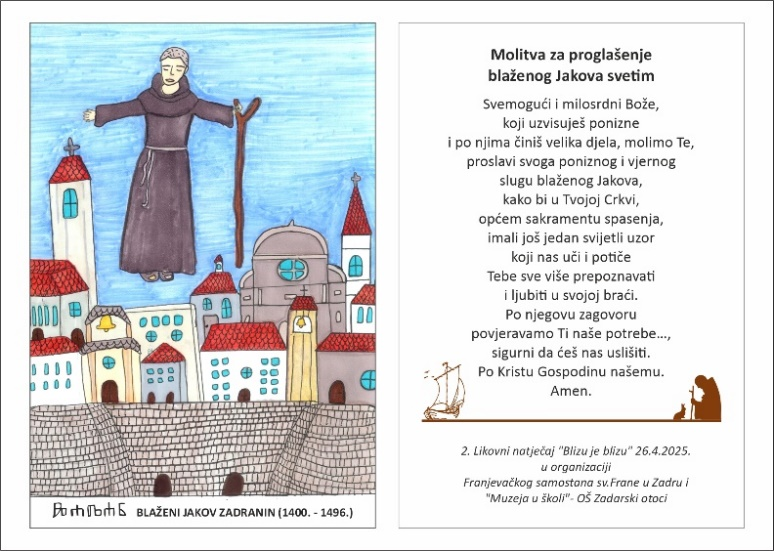 BLAŽENI JAKOV ZADRANIN (1400. - 1496.)
Molitva za proglašenje
blaženog Jakova svetim
Svemogući i milosrdni Bože,
koji uzvisuješ ponizne
i po njima činiš velika djela, molimo Te,
proslavi svoga poniznog i vjernog
slugu blaženog Jakova,
kako bi u Tvojoj Crkvi,
općem sakramentu spasenja,
imali još jedan svijetli uzor
koji nas uči i potiče
Tebe sve više prepoznavati
i ljubiti u svojoj braći.
Po njegovu zagovoru
povjeravamo Ti naše potrebe...,
sigurni da ćeš nas uslišiti.
Po Kristu Gospodinu našemu.
Amen.
2. Likovni natječaj "Blizu je blizu" 26.4.2025.
u organizaciji
Franjevačkog samostana sv.Frane u Zadru i
"Muzeja u školi"- OŠ Zadarski otoci